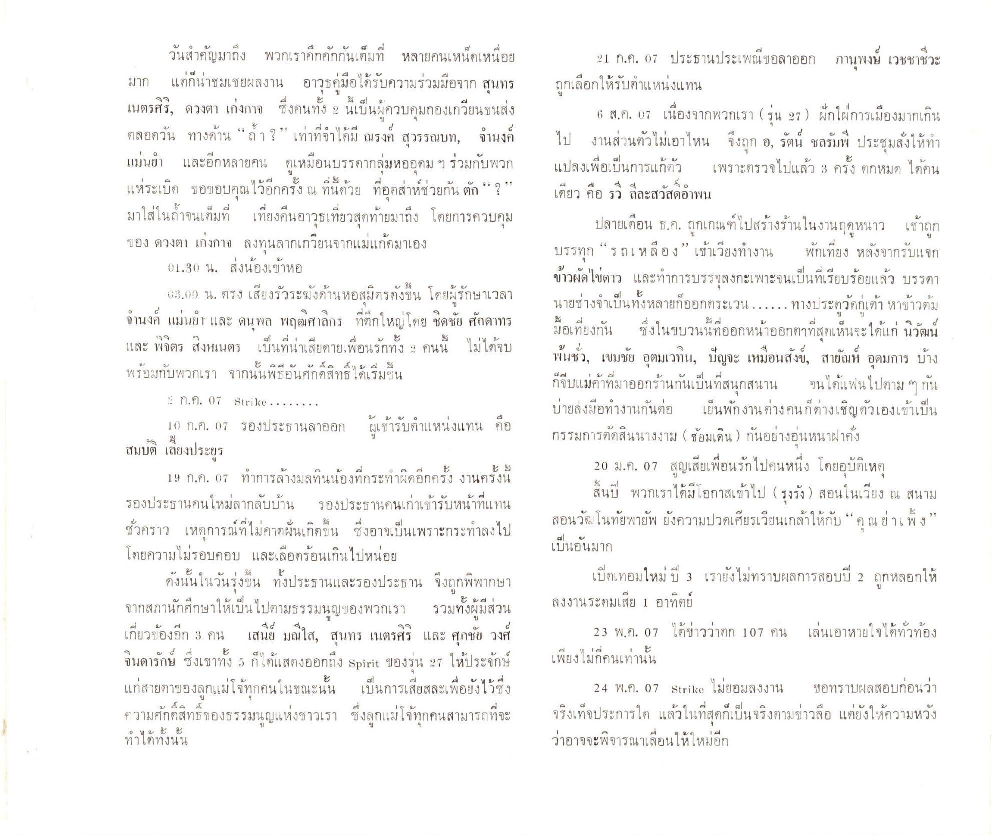 วันสำคัญมาถึง พวกเราคึกคักกันเต็มที่ หลายคนเหน็ดเหนื่อย
มาก แต่ก็น่าชมเชยผลงาน อาวุธคู่มือได้รับความร่วมมือจาก สุนทร
เนตรศิริ, ดวงตา เก่งกาจ ซึ่งคนทั้ง 2 นี้เป็นผู้ควบคุมกองเกวียนขนส่ง
ตลอดวัน ทางด้าน “ถ้ำ ?” เท่าที่จำได้มี ณรงค์ สุวรรณบท, จำนงค์
แม่นยำ และอีกหลายคน ดูเหมือนบรรดากลุ่มหออุดม ฯ ร่วมกับพวก
แห่ระเบิด ขอขอบคุณไว้อีกครั้ง ณ ที่นี้ด้วย ที่อุตส่าห์ช่วยกัน ตัก “ ? ”
มาใส่ในถ้ำจนเต็มที่ เที่ยงคืนอาวุธเที่ยวสุดท้ายมาถึง โดยการควบคุม
ของ ดวงตา เก่งกาจ ลงทุนลากเกวียนจากแม่แก้ดมาเอง
01.30 น. ส่งน้องเข้าหอ
03.00 น. ตรง เสียงรัวระฆังด้านหอสุมิตรดังขึ้น โดยผู้รักษาเวลา
จำนงค์ แม่นยำ และ ดนุพล พฤฒิศาลิกร ที่ตึกใหญ่โดย ชิดชัย ศักดาทร
และ พิจิตร สิงหเนตร เป็นที่น่าเสียดายเพื่อนรักทั้ง 2 คนนี้ ไม่ได้จบ
พร้อมกับพวกเรา จากนั้นพิธีอันศักดิ์สิทธิ์ได้เริ่มขึ้น
2 ก.ค. 07 Strike........
10 ก.ค. 07 รองประธานลาออก ผู้เข้ารับตำแหน่งแทน คือ
สมบัติ เลี้ยงประยูร
19 ก.ค. 07 ทำการล้างมลทินน้องที่กระทำผิดอีกครั้ง งานครั้งนี้
รองประธานคนใหม่ลากลับบ้าน รองประธานคนเก่าเข้ารับหน้าที่แทน
ชั่วคราว เหตุการณ์ที่ไม่คาดฝันเกิดขึ้น ซึ่งอาจเป็นเพราะกระทำลงไป
โดยความไม่รอบคอบ และเลือดร้อนเกินไปหน่อย
ดังนั้นในวันรุ่งขึ้น ทั้งประธานและรองประธาน จึงถูกพิพากษา
จากสภานักศึกษาให้เป็นไปตามธรรมนูญของพวกเรา รวมทั้งผู้มีส่วน
เกี่ยวข้องอีก 3 คน เสนีย์ มณีใส, สุนทร เนตรศิริ และ ศุภชัย วงศ์
จินดารักษ์ ซึ่งเขาทั้ง 5 ก็ได้แสดงออกถึง Spirit ของรุ่น 27 ให้ประจักษ์
แก่สายตาของลูกแม่โจ้ทุกคนในขณะนั้น เป็นการเสียสละเพื่อยังไว้ซึ่ง
ความศักดิ์สิทธิ์ของธรรมนูญแห่งชาวเรา ซึ่งลูกแม่โจ้ทุกคนสามารถที่จะ
ทำได้ทั้งนั้น
21 ก.ค. 07 ประธานประเพณีขอลาออก ภานุพงษ์ เวชชาชีวะ
ถูกเลือกให้รับตำแหน่งแทน
6 ส.ค. 07 เนื่องจากพวกเรา ( รุ่น 27 ) ฝักใฝ่การเมืองมากเกิน
ไป งานส่วนตัวไม่เอาไหน จึงถูก อ, รัตน์ ชลรัมพี ประชุมสั่งให้ทำ
แปลงเพื่อเป็นการแก้ตัว เพราะตรวจไปแล้ว 3 ครั้ง ตกหมด ได้คน
เดียว คือ รวี ลีละสวัสดิ์อำพน
ปลายเดือน ธ.ค. ถูกเกณฑ์ไปสร้างร้านในงานฤดูหนาว เช้าถูก
บรรทุก “รถเหลือง” เข้าเวียงทำงาน พักเที่ยง หลังจากรับแจก
ข้าวผัดไข่ดาว และทำการบรรจุลงกะเพาะจนเป็นที่เรียบร้อยแล้ว บรรดา
นายช่างจำเป็นทั้งหลายก็ออกตระเวน......ทางประตูวัดกู่เต้า หาข้าวต้ม
มื้อเที่ยงกัน ซึ่งในขบวนนี้ที่ออกหน้าออกตาที่สุดเห็นจะได้แก่ นิวัฒน์
พ้นชั่ว, เขมชัย อุตมเวทิน, ปัญจะ เหมือนสังข์, สายัณห์ อุดมการ บ้าง
ก็จีบแม่ค้าที่มาออกร้านกันเป็นที่สนุกสนาน จนได้แฟนไปตาม ๆ กัน
บ่ายลงมือทำงานกันต่อ เย็นพักงานต่างคนก็ต่างเชิญตัวเองเข้าเป็น
กรรมการตัดสินนางงาม ( ซ้อมเดิน ) กันอย่างอุ่นหนาฝาคั่ง
20 ม.ค. 07 สูญเสียเพื่อนรักไปคนหนึ่ง โดยอุบัติเหตุ
สิ้นปี พวกเราได้มีโอกาสเข้าไป ( รุงรัง ) สอนในเวียง ณ สนาม
สอนวัฒโนทัยพายัพ ยังความปวดเศียรเวียนเกล้าให้กับ “คุณย่าเพิ้ง”
เป็นอันมาก
เปิดเทอมใหม่ ปี 3 เรายังไม่ทราบผลการสอบปี 2 ถูกหลอกให้
ลงงานระดมเสีย 1 อาทิตย์
23 พ.ค. 07 ได้ข่าวว่าตก 107 คน เล่นเอาหายใจได้ทั่วท้อง
เพียงไม่กี่คนเท่านั้น
24 พ.ค. 07 Strike ไม่ยอมลงงาน ขอทราบผลสอบก่อนว่า
จริงเท็จประการใด แล้วในที่สุดก็เป็นจริงตามข่าวลือ แต่ยังให้ความหวัง
ว่าอาจจะพิจารณาเลื่อนให้ใหม่อีก